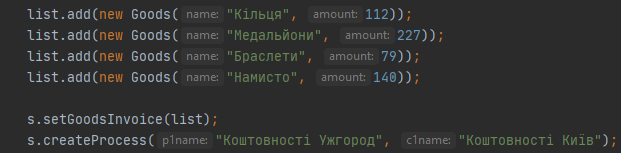 list.add(new Goods( name: "Кільця", amount: 112));
list.add(new Goods( name: "Медальйони", amount: 227));
list.add(new Goods( name: "Браслети", amount: 79));
list.add(new Goods( name: "Намисто", amount: 140));
s.setGoodsInvoice(list);
s.createProcess( p1name: "Коштовності Ужгород", c1name: "Коштовності Київ");